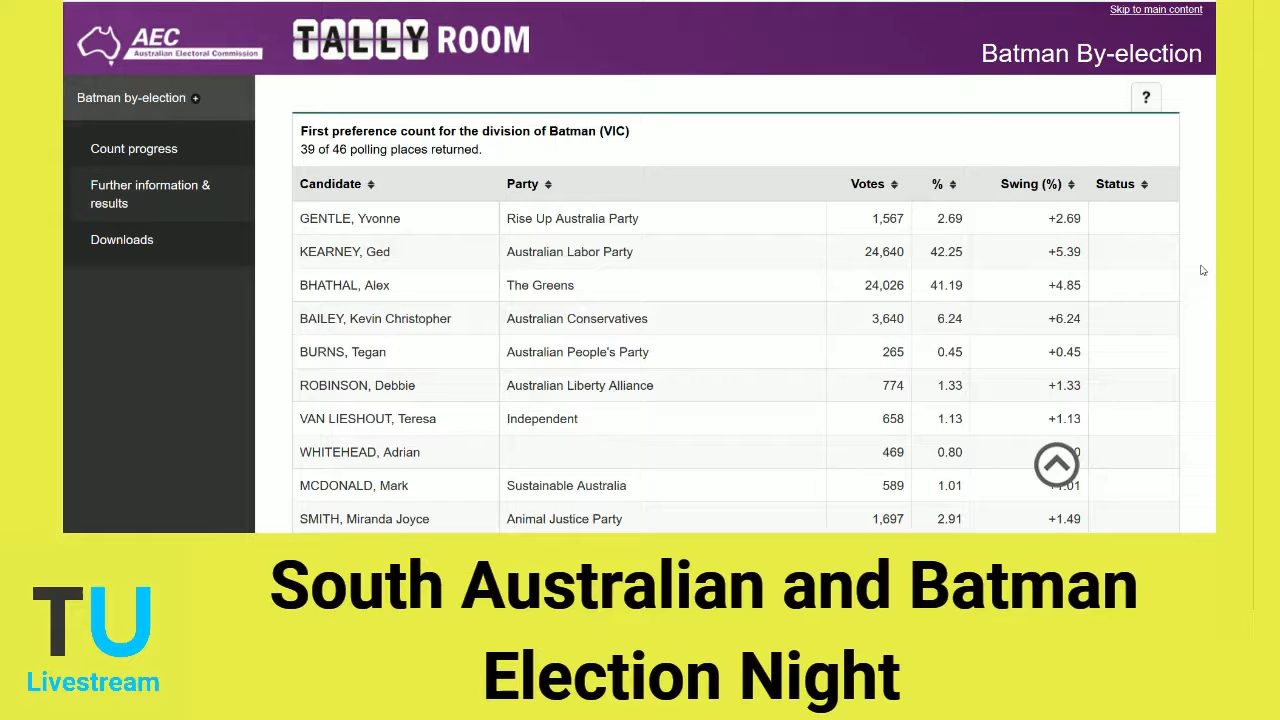 Skip to main content
AEC
Australian Electoral Commission
TALLY ROOM
Batman By-election
Batman by-election
?
Count progress
Further information &
results
Downloads
First preference count for the division of Batman (VIC)
39 of 46 polling places returned.
Candidate Party Votes % Swing (%) Status
GENTLE, Yvonne Rise Up Australia Party 1,567 2.69 +2.69
KEARNEY, Ged Australian Labor Party 24,640 42.25 +5.39
BHATHAL, Alex The Greens 24,026 41.19 +4.85
BAILEY, Kevin Christopher Australian Conservatives 3,640 6.24 +6.24
BURNS, Tegan Australian People's Party 265 0.45 +0.45
ROBINSON, Debbie Australian Liberty Alliance 774 1.33 +1.33
VAN LIESHOUT, Teresa Independent 658 1.13 +1.13
WHITEHEAD, Adrian 469 0.80
MCDONALD, Mark Sustainable Australia 589 1.01 +1.01
SMITH, Miranda Joyce Animal Justice Party 1,697 2.91 +1.49
TU
Livestream
South Australian and Batman
Election Night